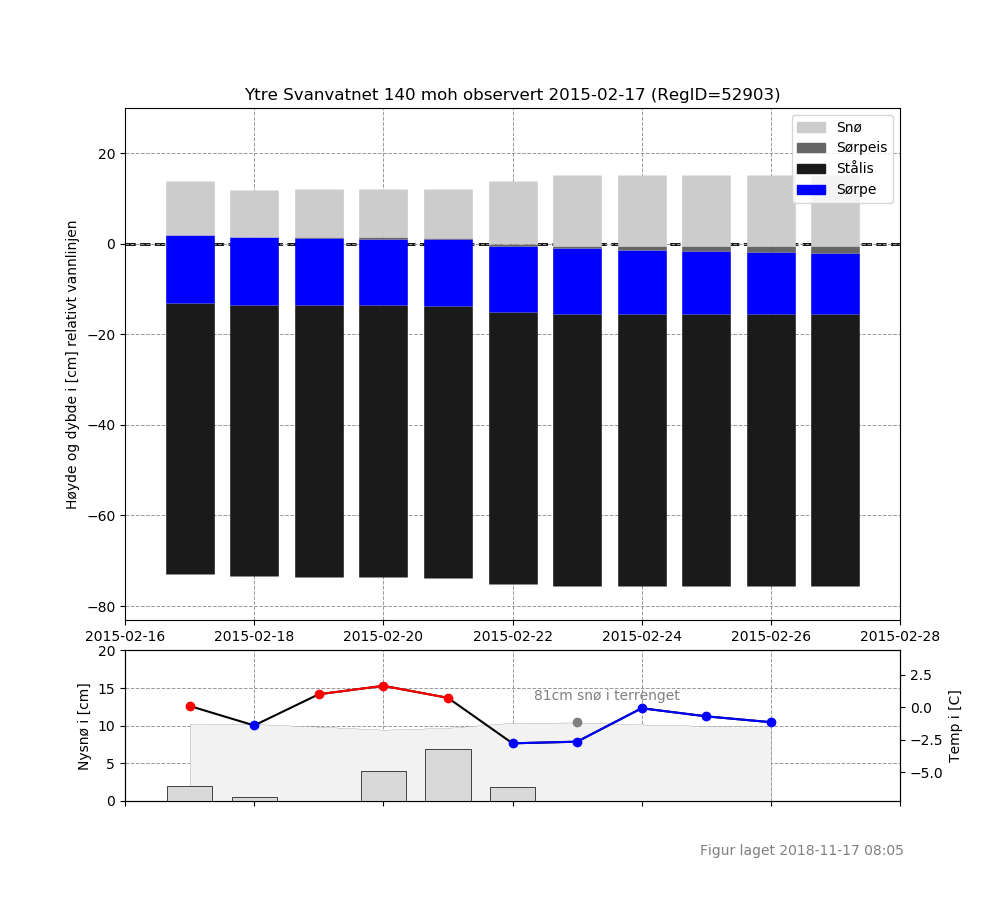 Ytre Svanvatnet 140 moh observert 2015-02-17 (RegID=52903)
Snø
Sørpeis
Stålis
Sørpe
Høyde og dybde i [cm] relativt vannlinjen
20
0
−20
−40
−60
−80
2015-02-16 2015-02-18 2015-02-20 2015-02-22 2015-02-24 2015-02-26 2015-02-28
Nysnø i [cm]
20
15
10
5
0
81cm snø i terrenget
2.5
0.0
−2.5
−5.0
Temp i [C]
Figur laget 2018-11-17 08:05